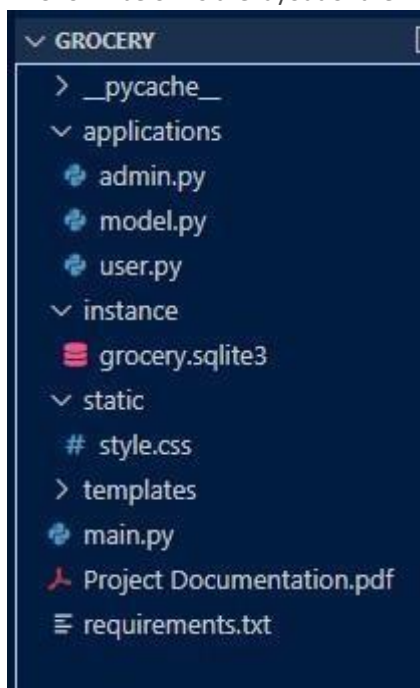 GROCERY
__pycache__
applications
admin.py
model.py
user.py
instance
grocery.sqlite3
static
# style.css
templates
main.py
Project Documentation.pdf
requirements.txt